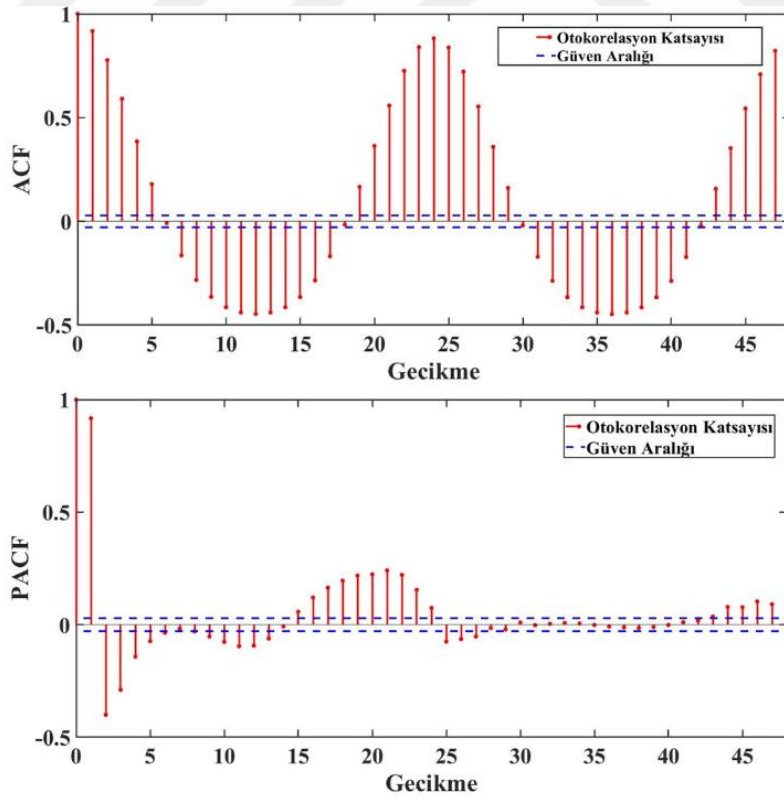 1
0.5
0
-0.5
ACF
Otokorelasyon Katsayısı
Güven Aralığı
0 5 10 15 20 25 30 35 40 45
Gecikme
1
0.5
0
-0.5
PACF
Otokorelasyon Katsayısı
Güven Aralığı
0 5 10 15 20 25 30 35 40 45
Gecikme